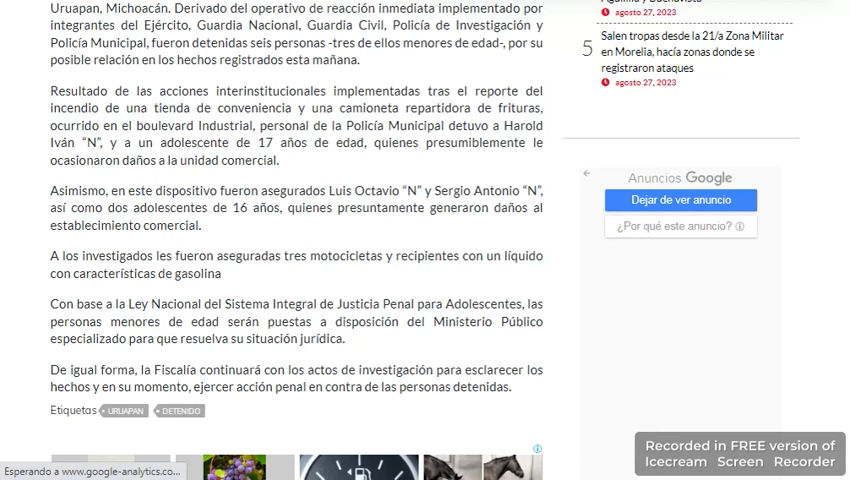 Uruapan, Michoacán. Derivado del operativo de reacción inmediata implementado por
integrantes del Ejército, Guardia Nacional, Guardia Civil, Policía de Investigación y
Policía Municipal, fueron detenidas seis personas -tres de ellos menores de edad-, por su
posible relación en los hechos registrados esta mañana.
Resultado de las acciones interinstitucionales implementadas tras el reporte del
incendio de una tienda de conveniencia y una camioneta repartidora de frituras,
ocurrido en el boulevard Industrial, personal de la Policía Municipal detuvo a Harold
Iván “N”, y a un adolescente de 17 años de edad, quienes presumiblemente le
ocasionaron daños a la unidad comercial.
Asimismo, en este dispositivo fueron asegurados Luis Octavio “N” y Sergio Antonio “N”,
así como dos adolescentes de 16 años, quienes presuntamente generaron daños al
establecimiento comercial.
A los investigados les fueron aseguradas tres motocicletas y recipientes con un líquido
con características de gasolina
Con base a la Ley Nacional del Sistema Integral de Justicia Penal para Adolescentes, las
personas menores de edad serán puestas a disposición del Ministerio Público
especializado para que resuelva su situación jurídica.
De igual forma, la Fiscalía continuará con los actos de investigación para esclarecer los
hechos y en su momento, ejercer acción penal en contra de las personas detenidas.
Etiquetas URUAPAN DETENIDO
agosto 27, 2023
5 Salen tropas desde la 21/a Zona Militar
en Morelia, hacía zonas donde se
registraron ataques
agosto 27, 2023
Anuncios Google
Dejar de ver anuncio
¿Por qué este anuncio?
Esperando a www.google-analytics.co...
Recorded in FREE version of
Icecream Screen Recorder